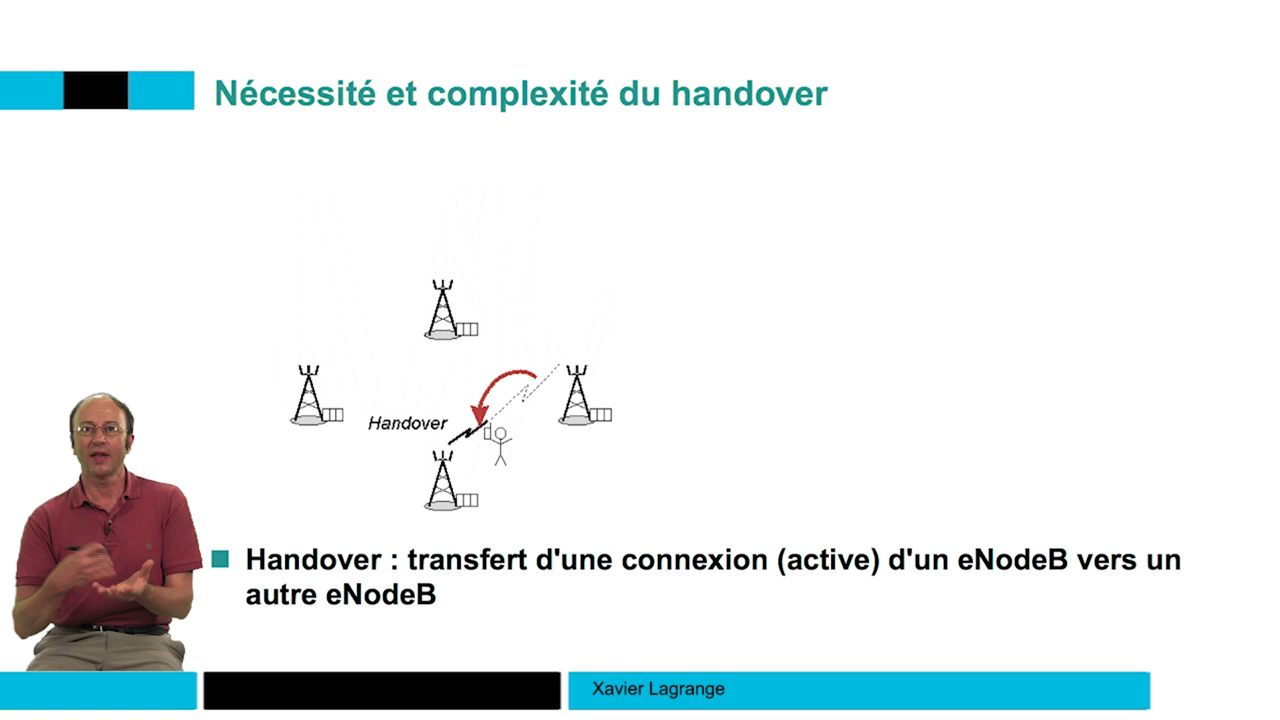 Nécessité et complexité du handover
Handover
Handover : transfert d'une connexion (active) d'un eNodeB vers un
autre eNodeB
Xavier Lagrange